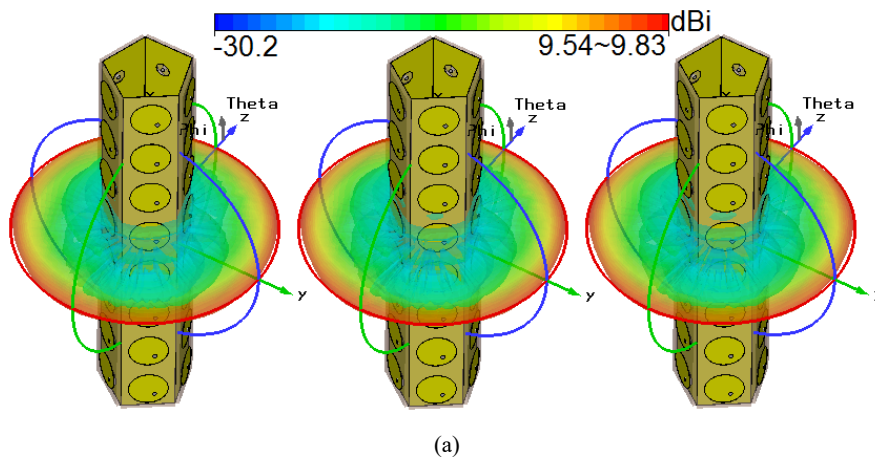 dBi
-30.2 9.54~9.83
Theta Theta Theta
z z z
Phi Phi Phi
y y y
(a)